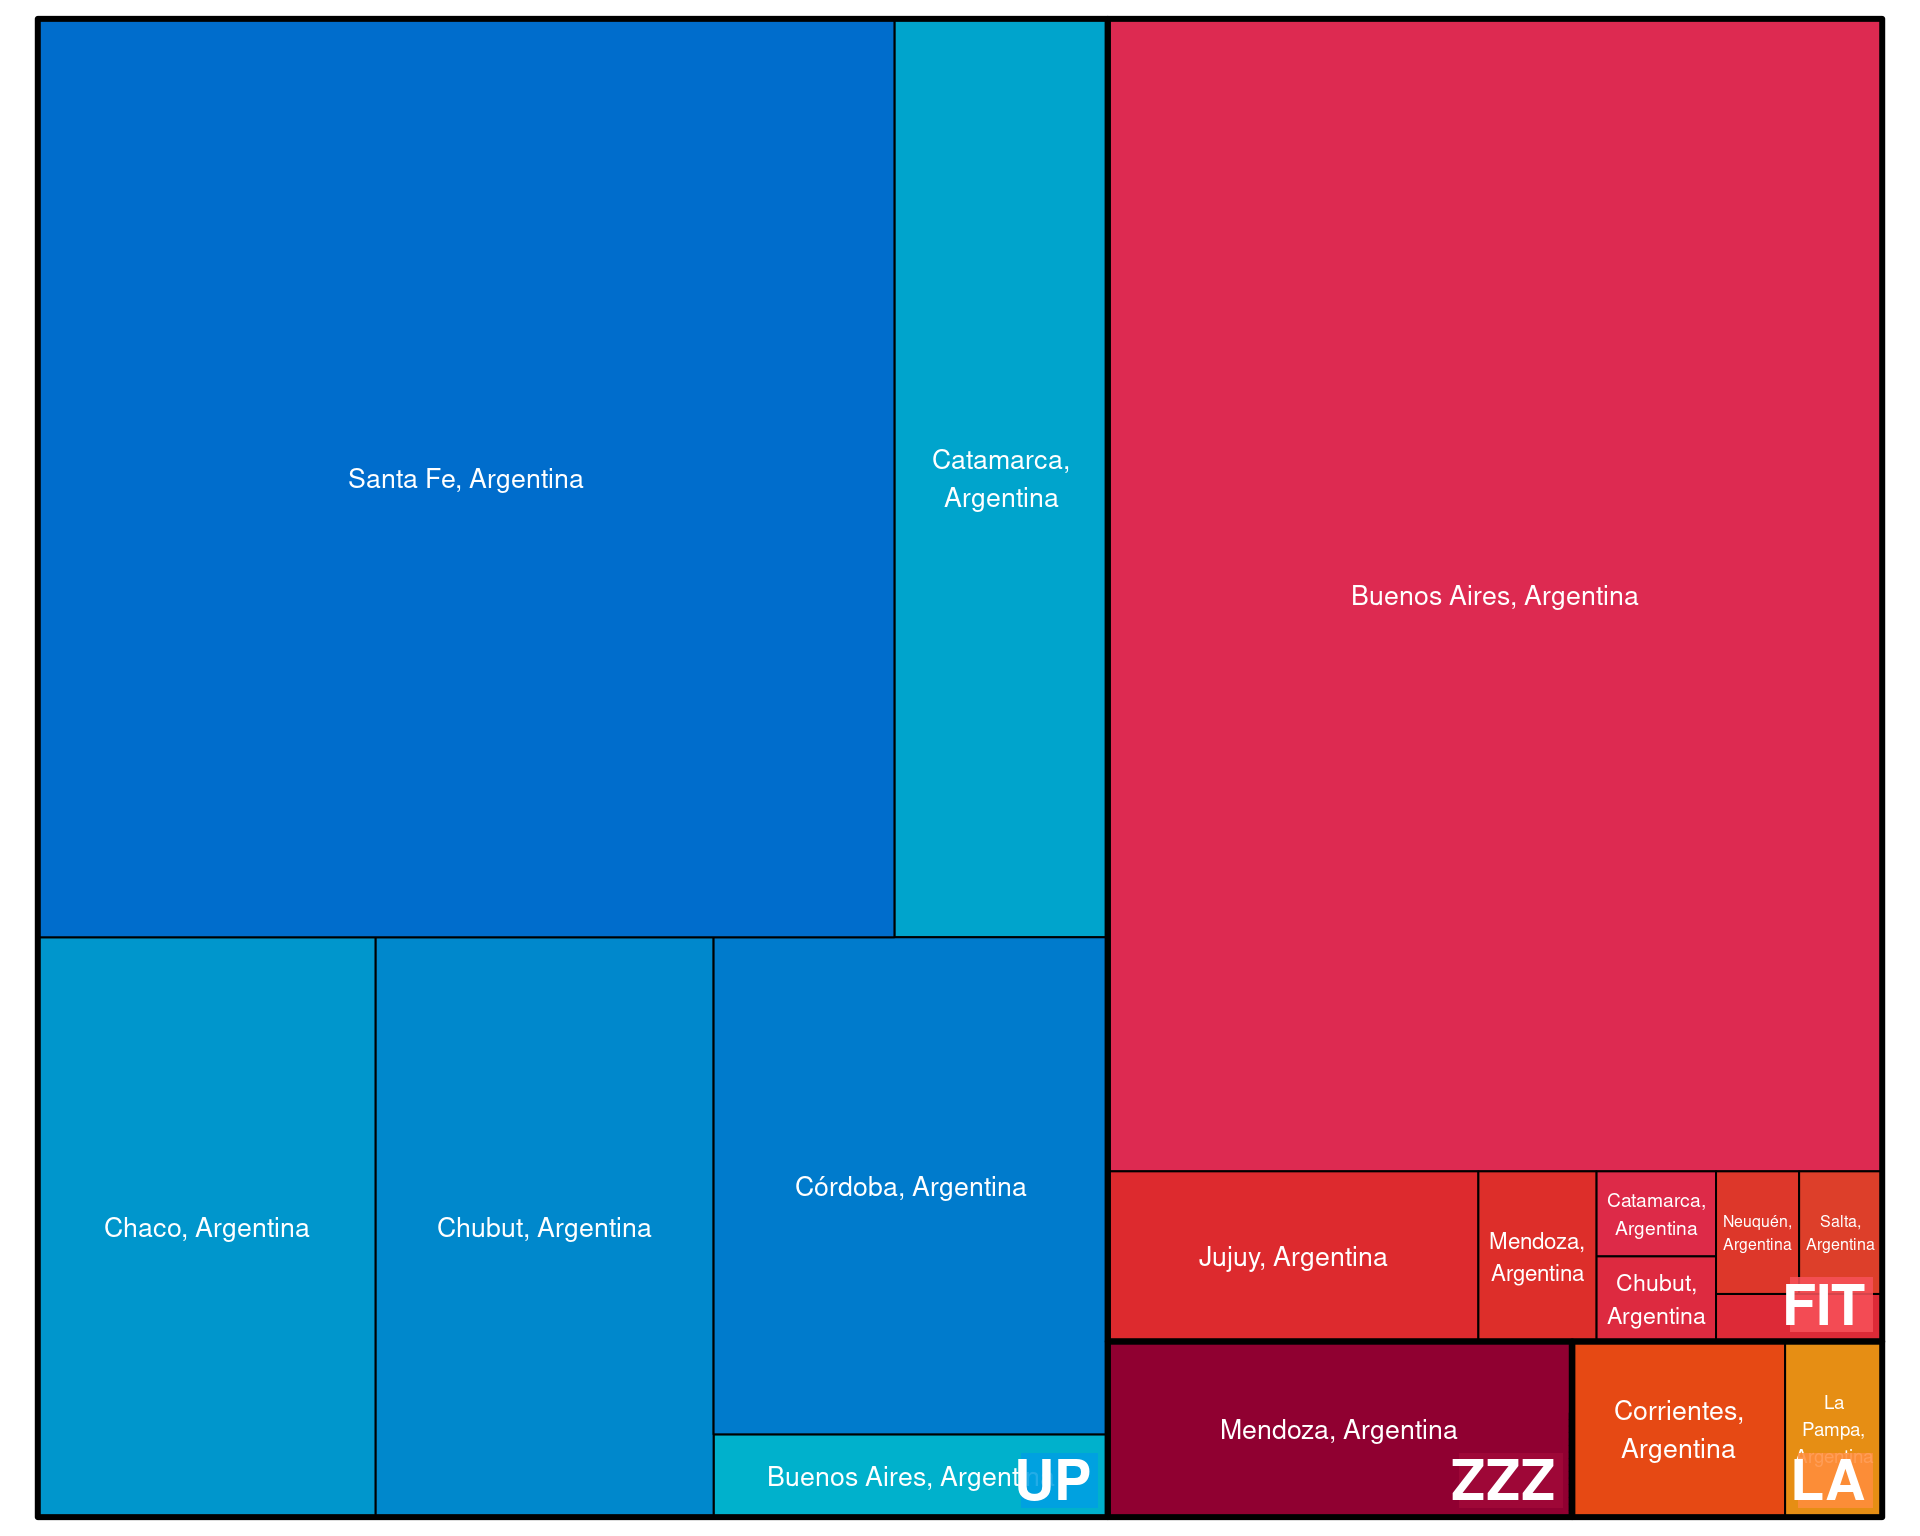 Santa Fe, Argentina
Catamarca,
Argentina
Buenos Aires, Argentina
Chaco, Argentina
Chubut, Argentina
Córdoba, Argentina
Buenos Aires, Argentina
UP
Jujuy, Argentina
Mendoza,
Argentina
Catamarca,
Argentina
Chubut,
Argentina
Neuquén,
Argentina
Salta,
Argentina
FIT
Mendoza, Argentina
ZZZ
Corrientes,
Argentina
La
Pampa,
Argentina
LA